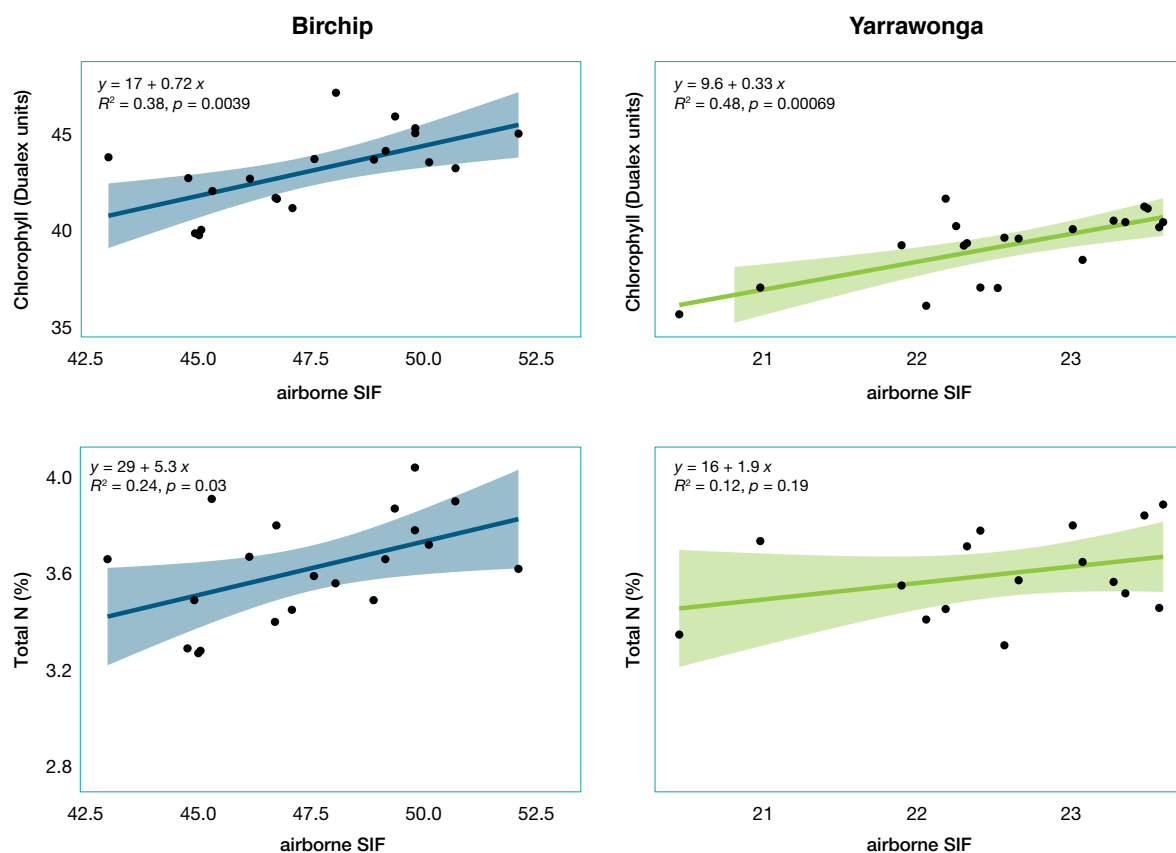 Birchip
Yarrawonga
y = 17 + 0.72 x
R² = 0.38, p = 0.0039
Chlorophyll (Dualex units)
45
40
35
42.5 45.0 47.5 50.0 52.5
airborne SIF
y = 9.6 + 0.33 x
R² = 0.48, p = 0.00069
Chlorophyll (Dualex units)
21 22 23
airborne SIF
y = 29 + 5.3 x
R² = 0.24, p = 0.03
Total N (%)
4.0
3.6
3.2
2.8
42.5 45.0 47.5 50.0 52.5
airborne SIF
y = 16 + 1.9 x
R² = 0.12, p = 0.19
Total N (%)
21 22 23
airborne SIF